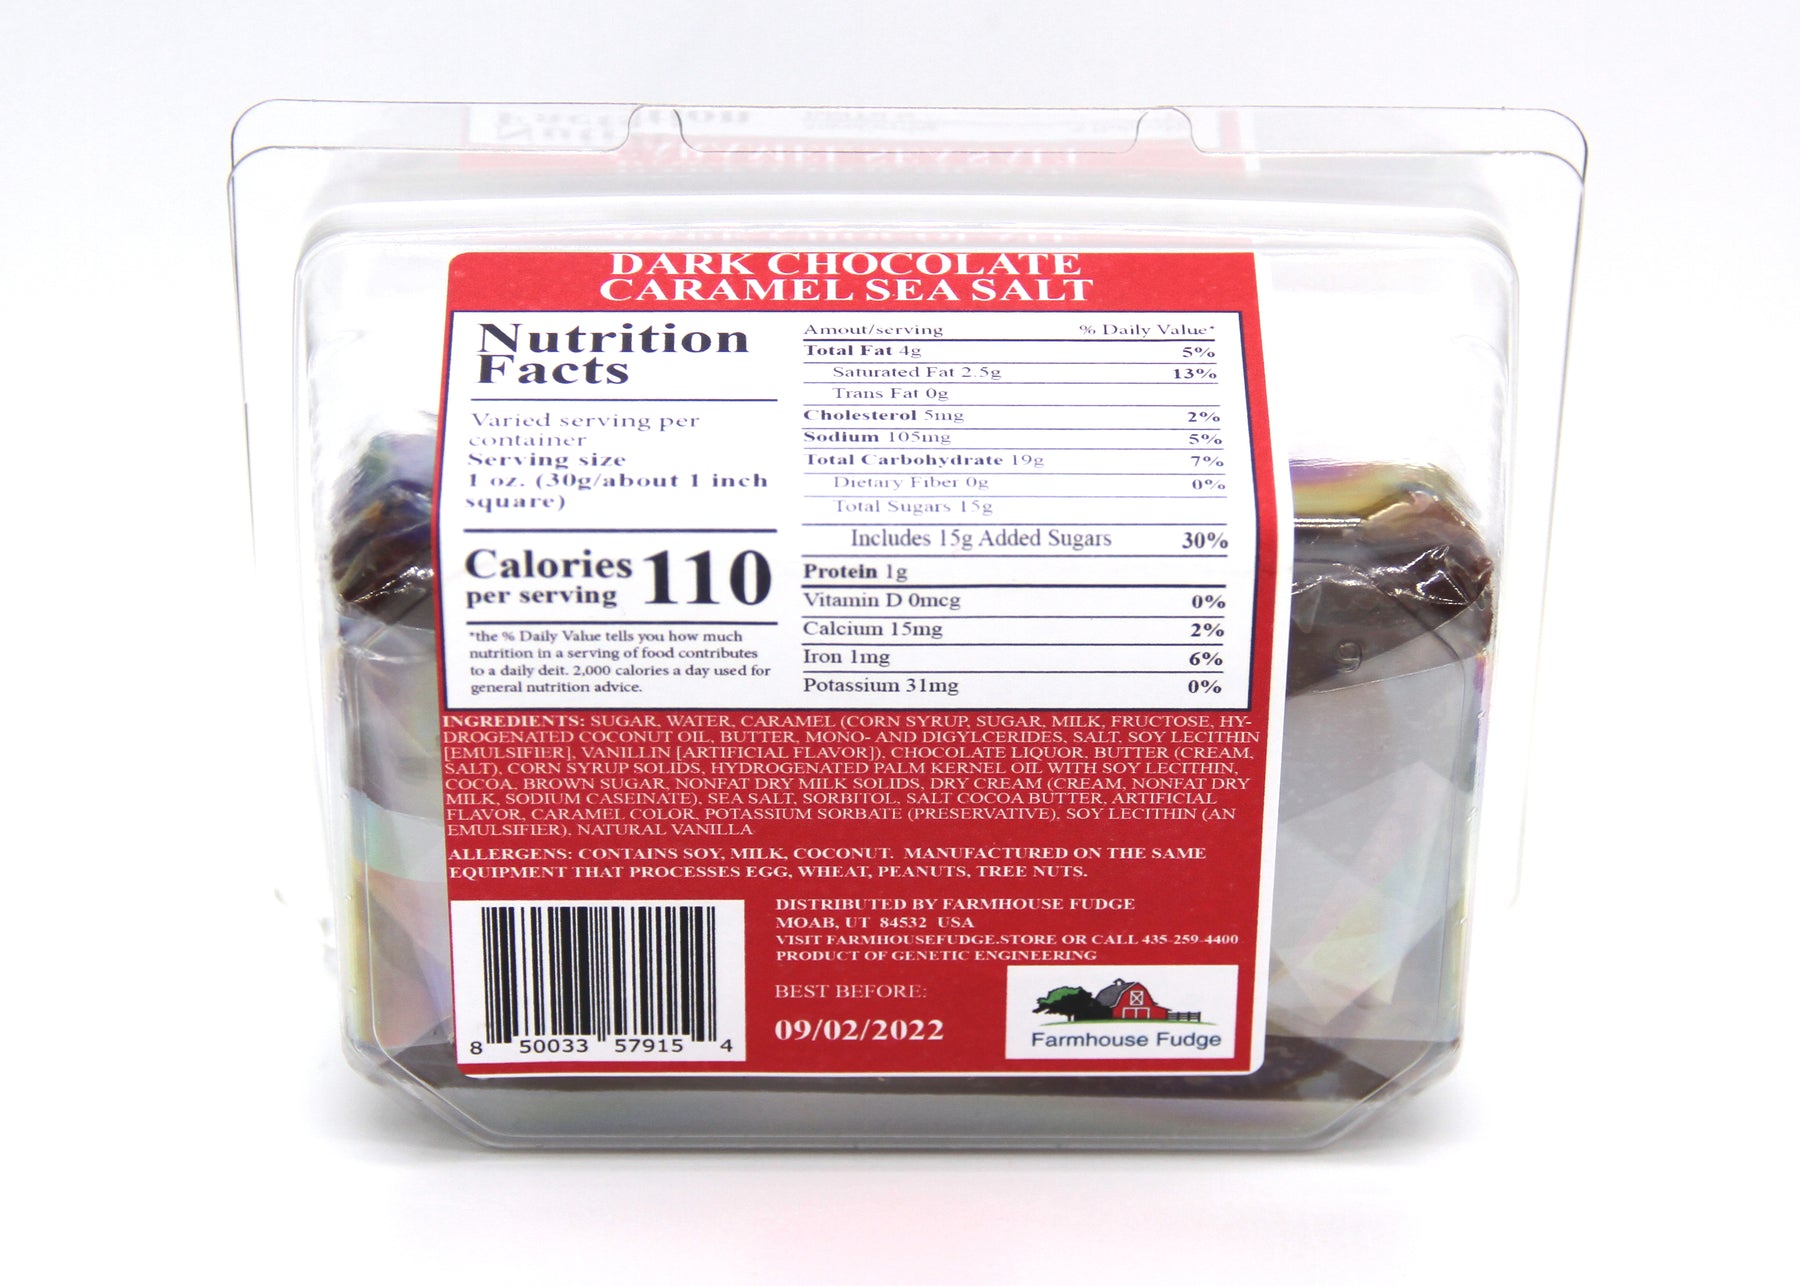 DARK CHOCOLATE
CARAMEL SEA SALT
Nutrition
Facts
Varied serving per
container
Serving size
1 oz. (30g/about 1 inch
square)
Calories 110
per serving
*the % Daily Value tells you how much
nutrition in a serving of food contributes
to a daily deit. 2,000 calories a day used for
general nutrition advice.
Amout/serving % Daily Value*
Total Fat 4g 5%
Saturated Fat 2.5g 13%
Trans Fat 0g
Cholesterol 5mg 2%
Sodium 105mg 5%
Total Carbohydrate 19g 7%
Dietary Fiber 0g 0%
Total Sugars 15g
Includes 15g Added Sugars 30%
Protein 1g
Vitamin D 0mcg 0%
Calcium 15mg 2%
Iron 1mg 6%
Potassium 31mg 0%
INGREDIENTS: SUGAR, WATER, CARAMEL (CORN SYRUP, SUGAR, MILK, FRUCTOSE, HY-
DROGENATED COCONUT OIL, BUTTER, MONO- AND DIGYLCERIDES, SALT, SOY LECITHIN
[EMULSIFIER], VANILLIN [ARTIFICIAL FLAVOR]), CHOCOLATE LIQUOR, BUTTER (CREAM,
SALT), CORN SYRUP SOLIDS, HYDROGENATED PALM KERNEL OIL WITH SOY LECITHIN,
COCOA, BROWN SUGAR, NONFAT DRY MILK SOLIDS, DRY CREAM (CREAM, NONFAT DRY
MILK, SODIUM CASEINATE), SEA SALT, SORBITOL, SALT COCOA BUTTER, ARTIFICIAL
FLAVOR, CARAMEL COLOR, POTASSIUM SORBATE (PRESERVATIVE), SOY LECITHIN (AN
EMULSIFIER), NATURAL VANILLA
ALLERGENS: CONTAINS SOY, MILK, COCONUT. MANUFACTURED ON THE SAME
EQUIPMENT THAT PROCESSES EGG, WHEAT, PEANUTS, TREE NUTS.
DISTRIBUTED BY FARMHOUSE FUDGE
MOAB, UT 84532 USA
VISIT FARMHOUSEFUDGE.STORE OR CALL 435-259-4400
PRODUCT OF GENETIC ENGINEERING
BEST BEFORE:
09/02/2022
Farmhouse Fudge
8 50033 57915 4
9